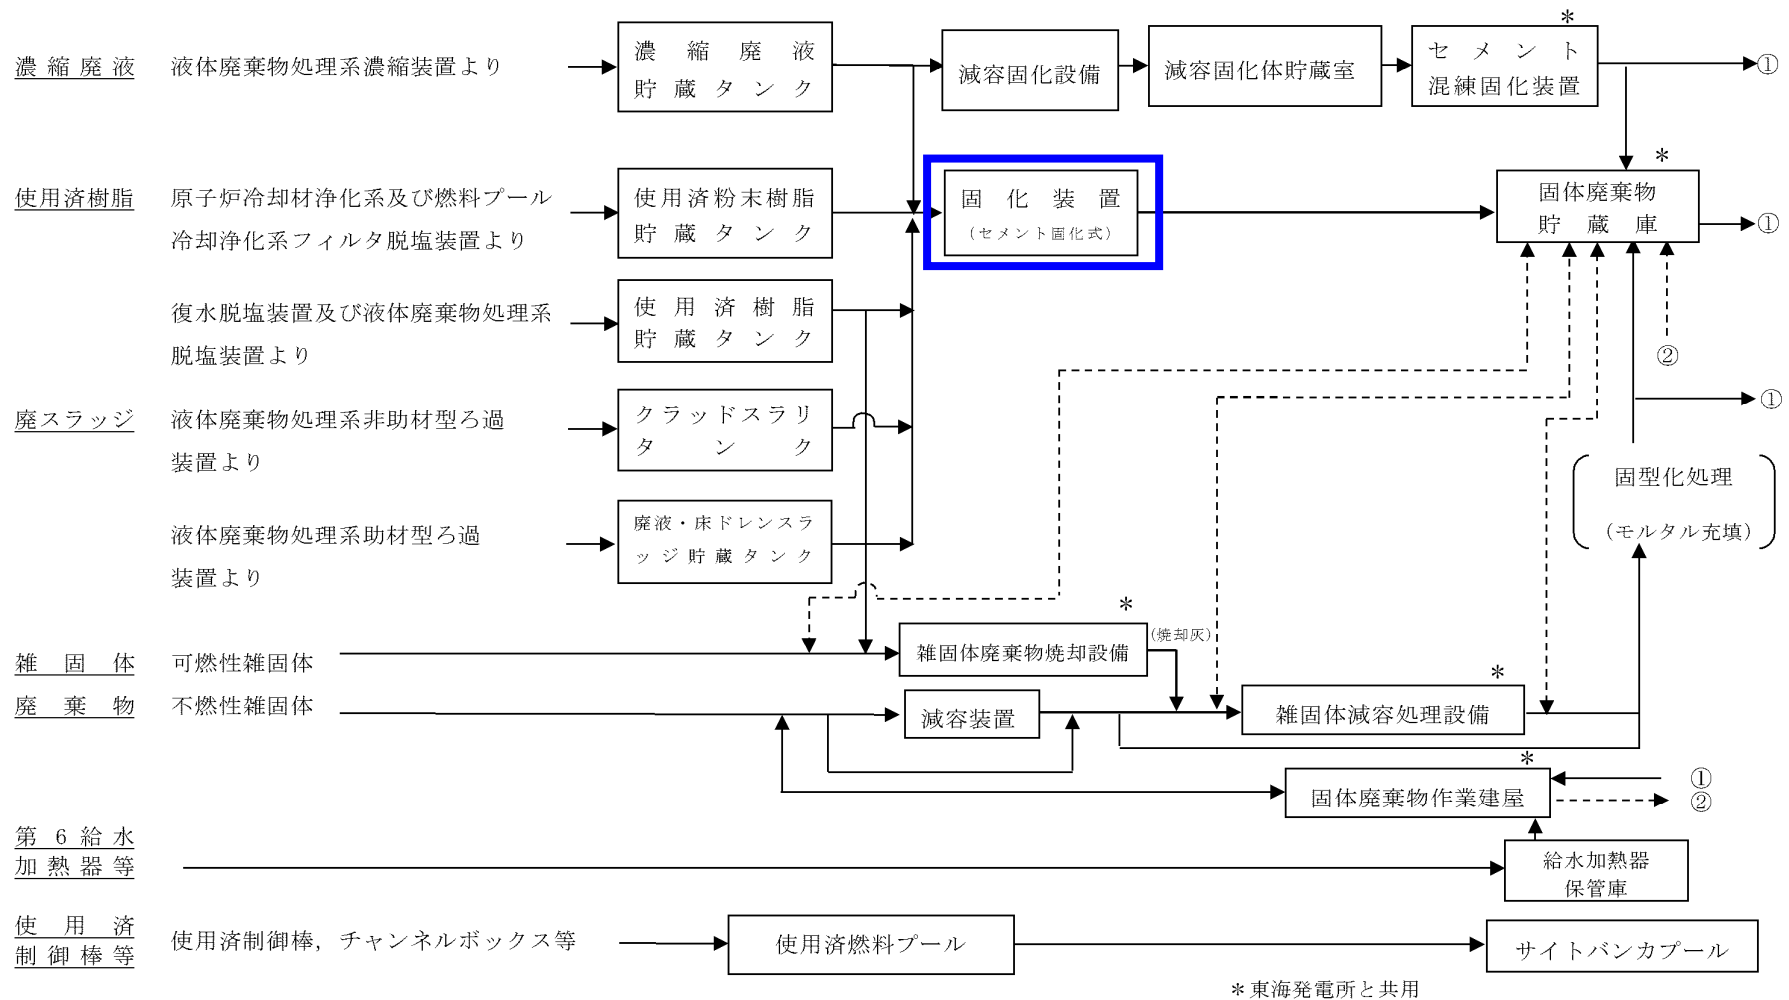 濃縮廃液 液体廃棄物処理系濃縮装置より
濃縮廃液
貯蔵タンク
減容固化設備
減容固化体貯蔵室
*
セメント
混練固化装置
①
使用済樹脂 原子炉冷却材浄化系及び燃料プール
冷却浄化系フィルタ脱塩装置より
使用済粉末樹脂
貯蔵タンク
固化装置
(セメント固化式)
*
固体廃棄物
貯蔵庫
①
復水脱塩装置及び液体廃棄物処理系
脱塩装置より
使用済樹脂
貯蔵タンク
②
①
廃スラッジ 液体廃棄物処理系非助材型ろ過
装置より
クラッドスラリ
タンク
固型化処理
(モルタル充填)
液体廃棄物処理系助材型ろ過
装置より
廃液・床ドレンスラ
ッジ貯蔵タンク
雑固体 可燃性雑固体
廃棄物 不燃性雑固体
*
雑固体廃棄物焼却設備
(焼却灰)
減容装置
*
雑固体減容処理設備
*
固体廃棄物作業建屋
①
②
第6給水
加熱器等
給水加熱器
保管庫
使用済
制御棒等
使用済制御棒,チャンネルボックス等
使用済燃料プール
サイトバンカプール
*東海発電所と共用